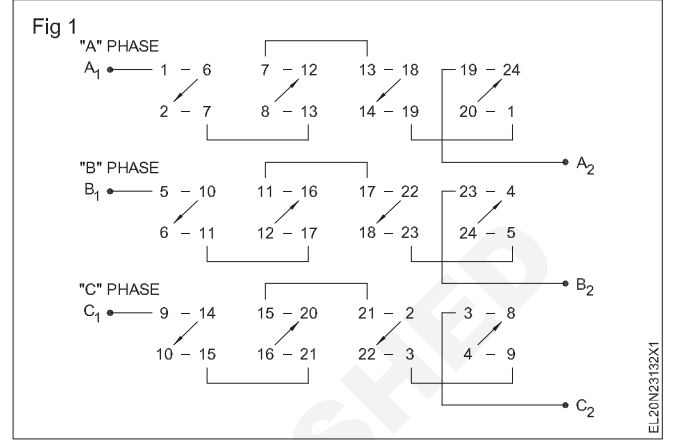 Fig 1
"A" PHASE
A1 1 – 6 7 – 12 13 – 18 19 – 24
2 – 7 8 – 13 14 – 19 20 – 1
A2
"B" PHASE
B1 5 – 10 11 – 16 17 – 22 23 – 4
6 – 11 12 – 17 18 – 23 24 – 5
B2
"C" PHASE
C1 9 – 14 15 – 20 21 – 2 3 – 8
10 – 15 16 – 21 22 – 3 4 – 9
C2
EL20N23132X1
SHED